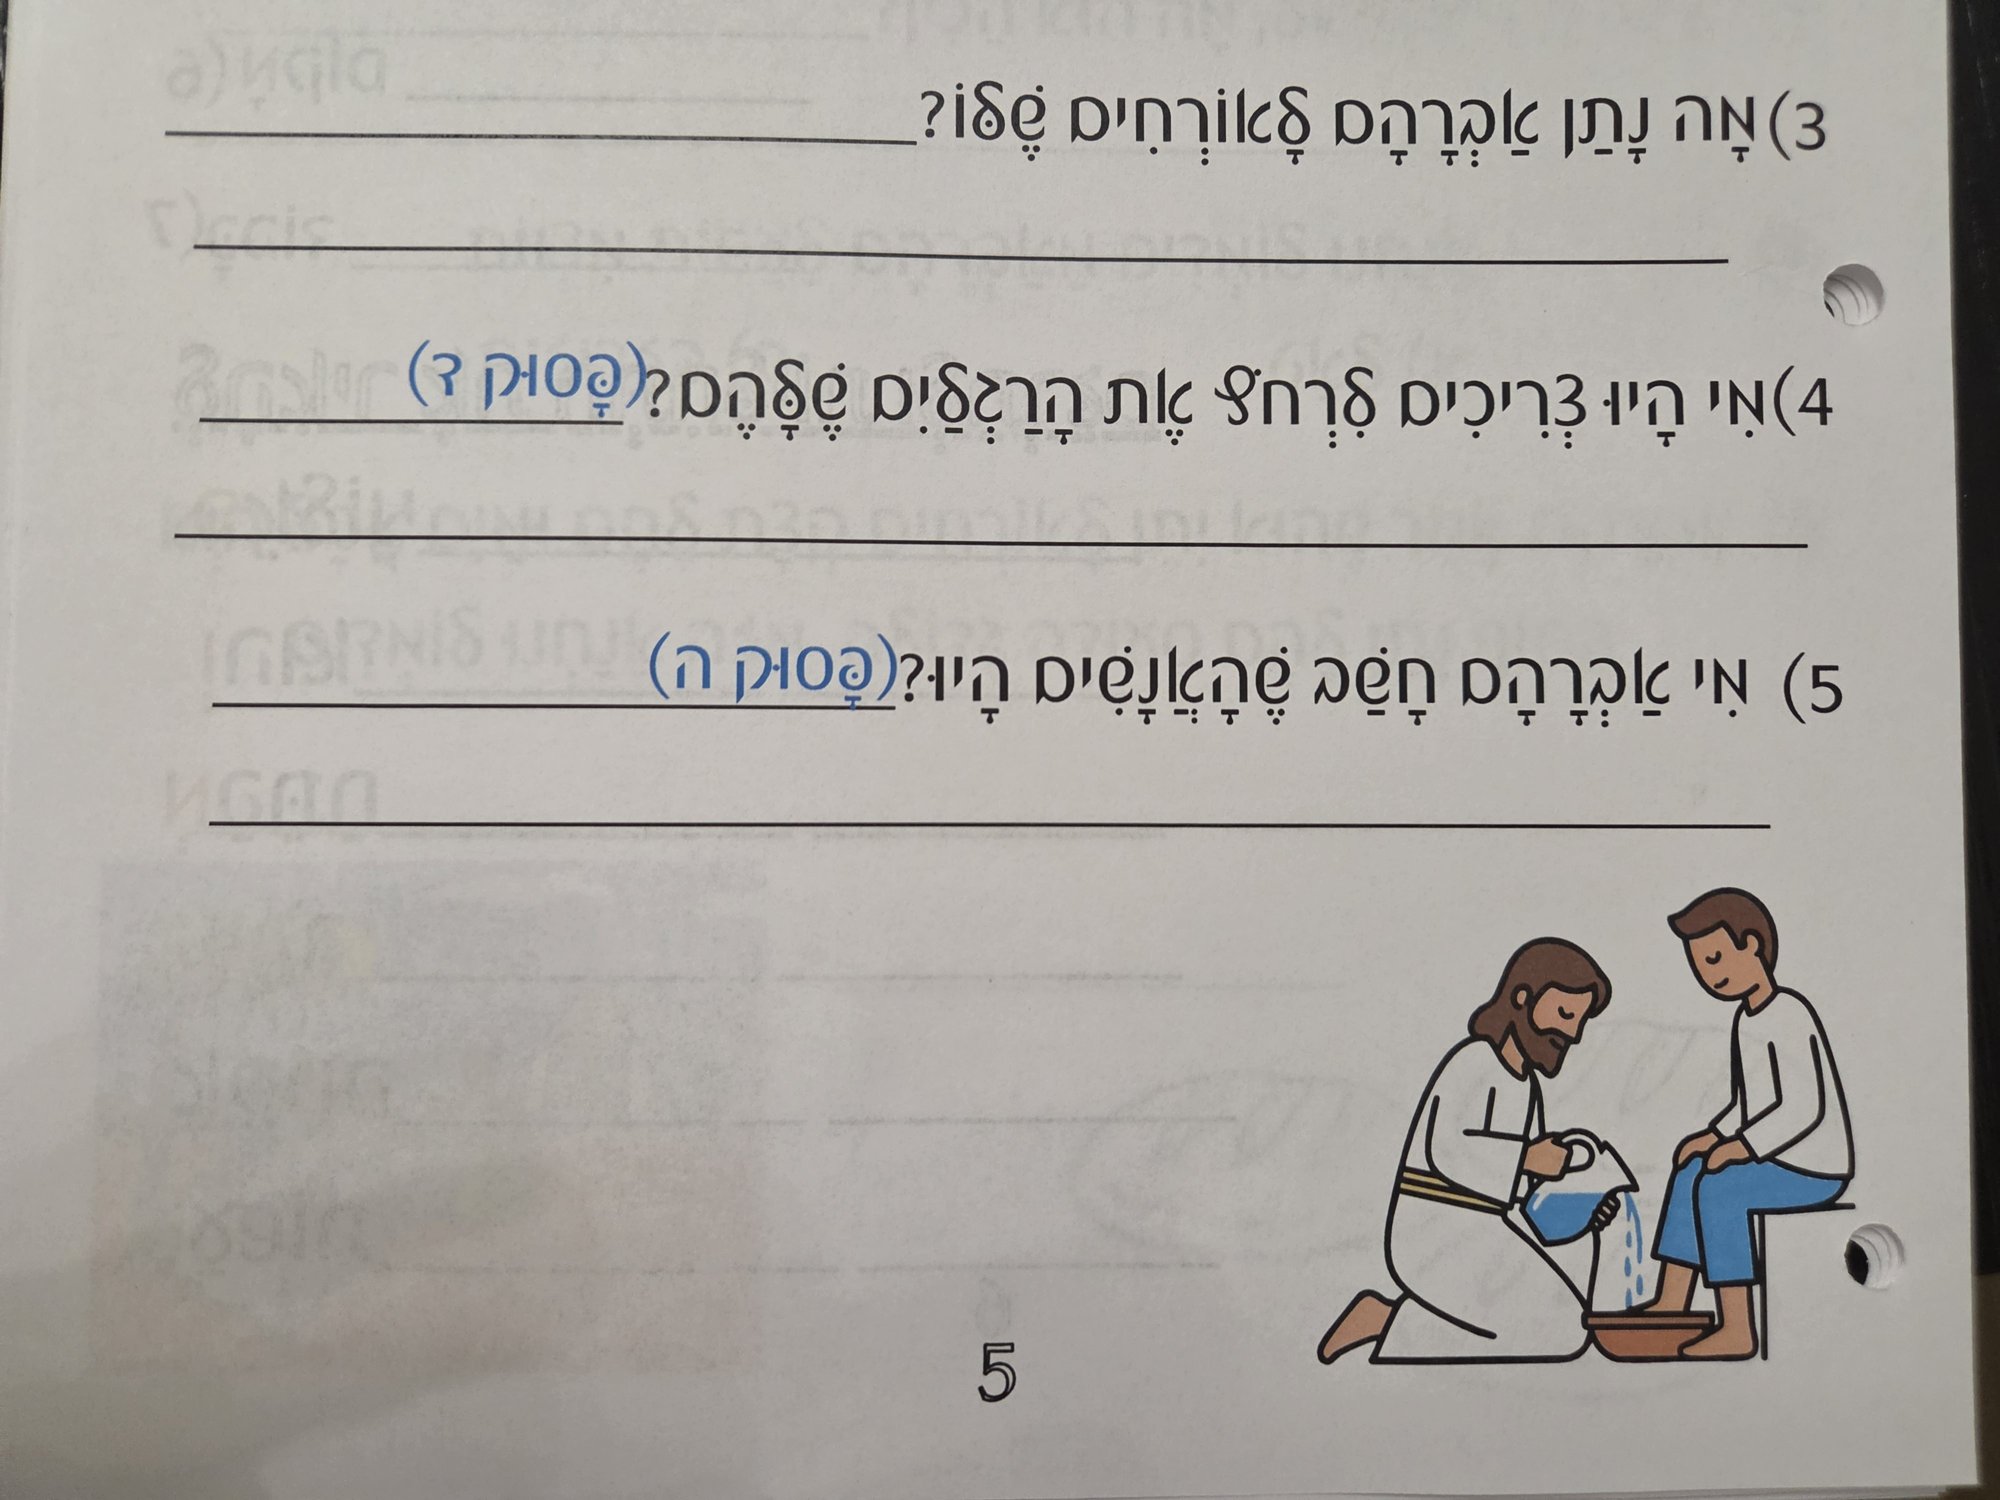 3) מָה נָתַן אַבְרָהָם לָאוֹרְחִים שֶׁלּוֹ?
4) מִי הָיוּ צְרִיכִים לִרְחֹץ אֶת הָרַגְלַיִם שֶׁלָּהֶם? (פָּסוּק ד)
5) מִי אַבְרָהָם חָשַׁב שֶׁהָאֲנָשִׁים הָיוּ? (פָּסוּק ה)
5